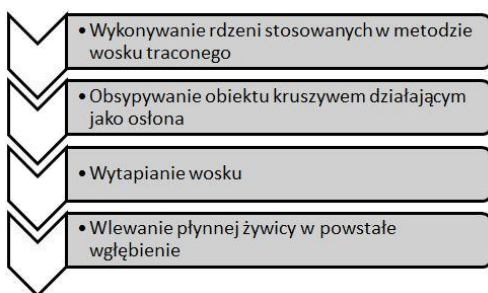 • Wykonywanie rdzeni stosowanych w metodzie
wosku traconego
• Obsypywanie obiektu kruszywem działającym
jako osłona
• Wytapianie wosku
• Wlewanie płynnej żywicy w powstałe
wgłębienie